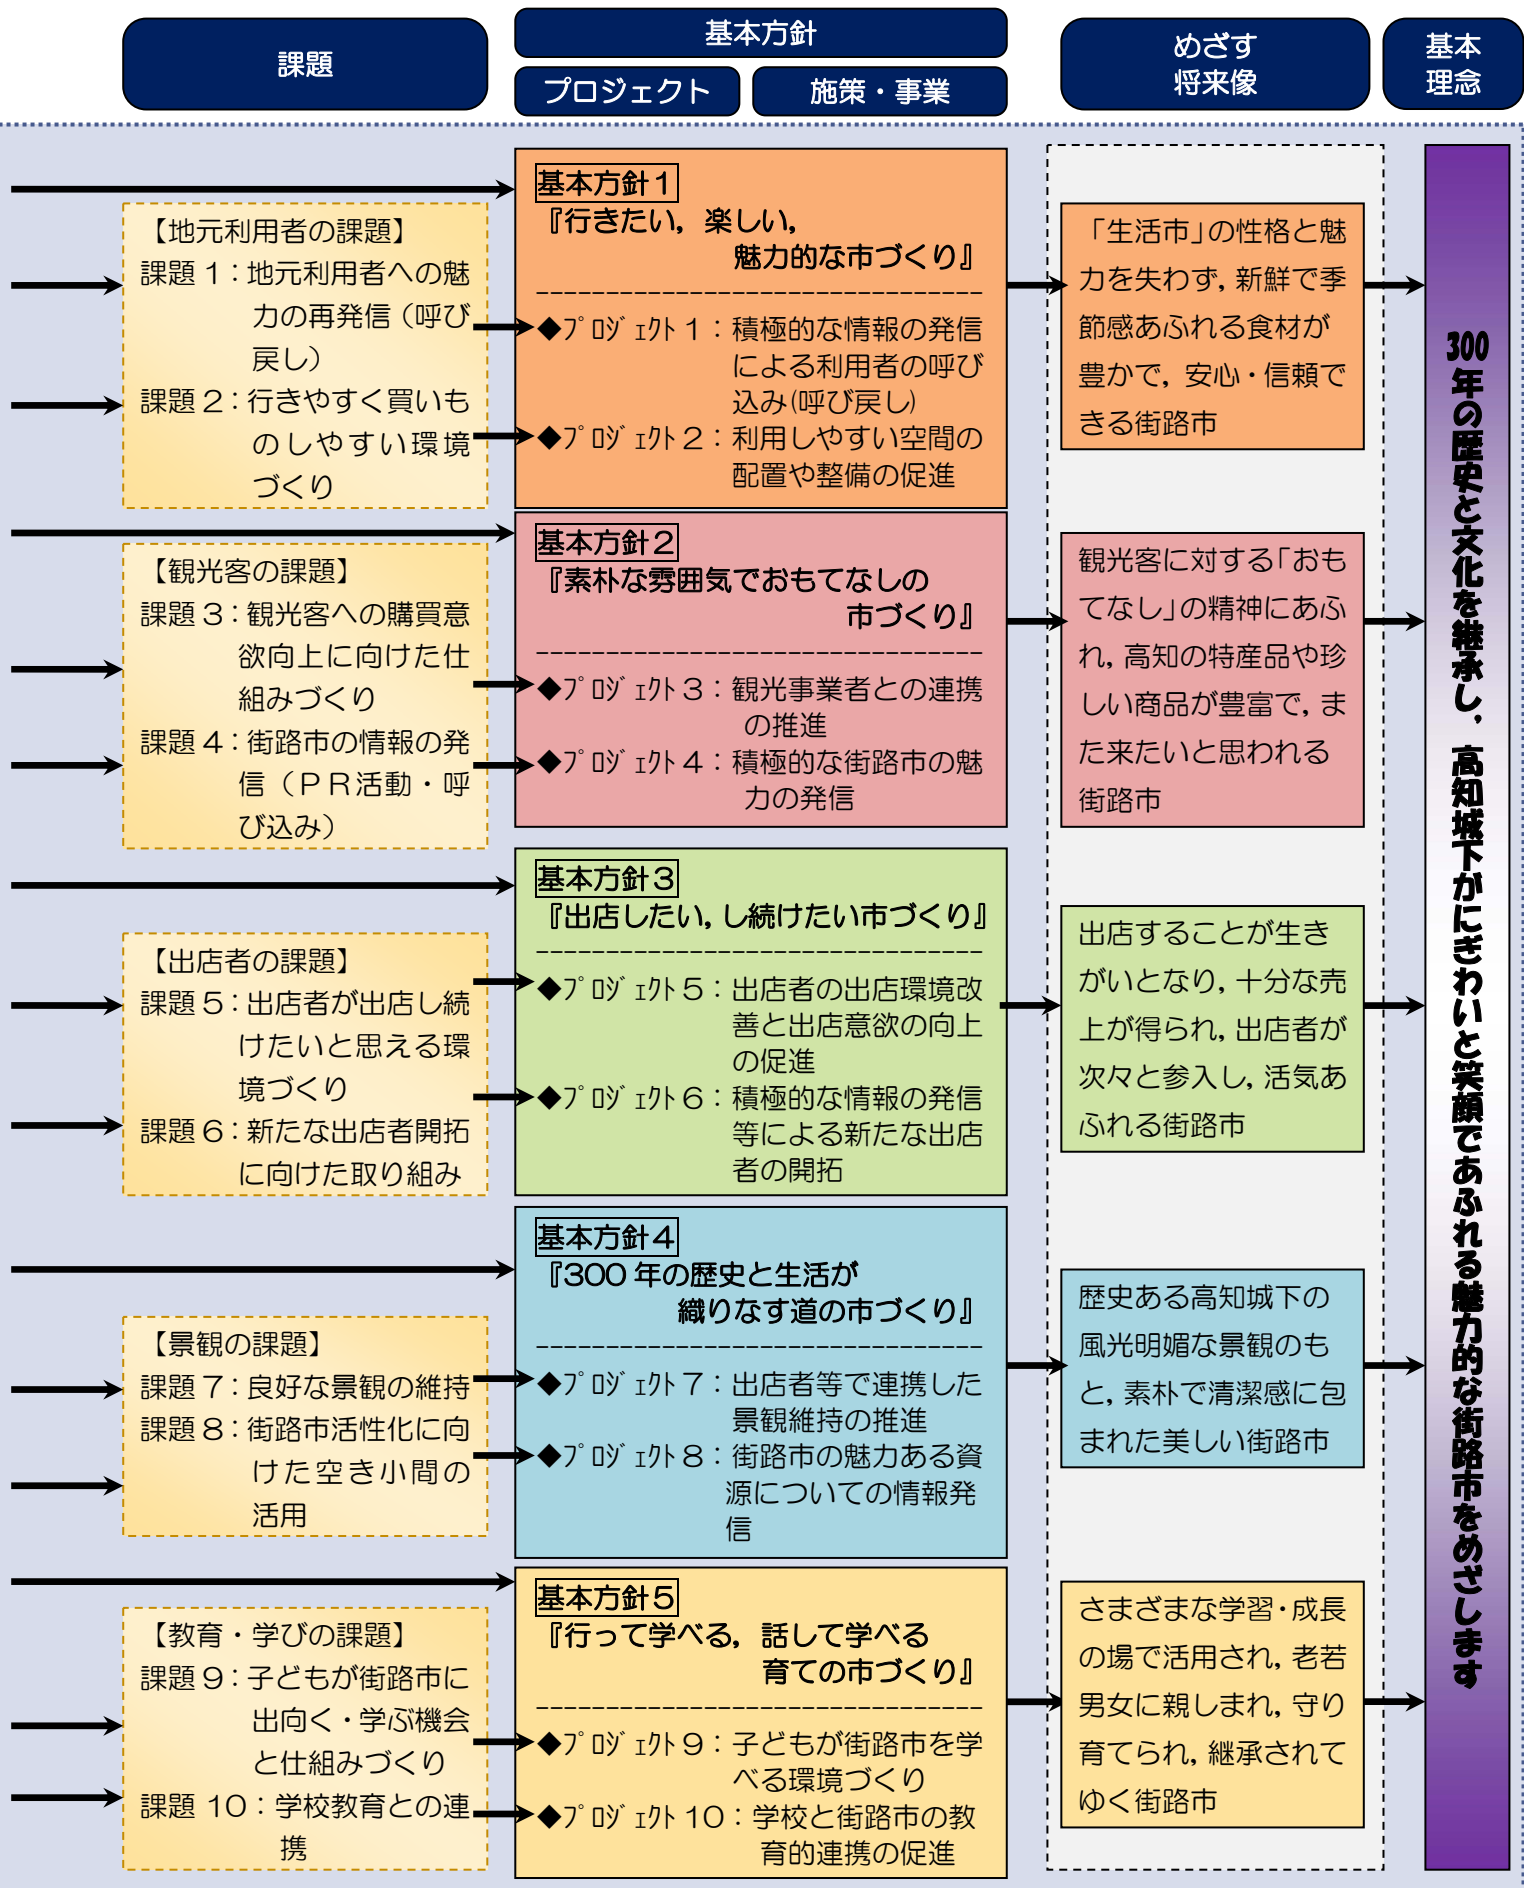 課題
基本方針
プロジェクト
施策・事業
めざす
将来像
基本
理念
【地元利用者の課題】
課題1：地元利用者への魅
力の再発信（呼び
戻し）
課題2：行きやすく買いも
のしやすい環境
づくり
基本方針1
『行きたい，楽しい，
魅力的な市づくり』
◆ﾌﾟﾛｼﾞｪｸﾄ1：積極的な情報の発信
による利用者の呼び
込み(呼び戻し)
◆ﾌﾟﾛｼﾞｪｸﾄ2：利用しやすい空間の
配置や整備の促進
「生活市」の性格と魅
力を失わず，新鮮で季
節感あふれる食材が
豊かで，安心・信頼で
きる街路市
【観光客の課題】
課題3：観光客への購買意
欲向上に向けた仕
組みづくり
課題4：街路市の情報の発
信（ＰＲ活動・呼
び込み）
基本方針2
『素朴な雰囲気でおもてなしの
市づくり』
◆ﾌﾟﾛｼﾞｪｸﾄ3：観光事業者との連携
の推進
◆ﾌﾟﾛｼﾞｪｸﾄ4：積極的な街路市の魅
力の発信
観光客に対する「おも
てなし」の精神にあふ
れ，高知の特産品や珍
しい商品が豊富で，ま
た来たいと思われる
街路市
【出店者の課題】
課題5：出店者が出店し続
けたいと思える環
境づくり
課題6：新たな出店者開拓
に向けた取り組み
基本方針3
『出店したい，し続けたい市づくり』
◆ﾌﾟﾛｼﾞｪｸﾄ5：出店者の出店環境改
善と出店意欲の向上
の促進
◆ﾌﾟﾛｼﾞｪｸﾄ6：積極的な情報の発信
等による新たな出店
者の開拓
出店することが生き
がいとなり，十分な売
上が得られ，出店者が
次々と参入し，活気あ
ふれる街路市
【景観の課題】
課題7：良好な景観の維持
課題8：街路市活性化に向
けた空き小間の
活用
基本方針4
『300年の歴史と生活が
織りなす道の市づくり』
◆ﾌﾟﾛｼﾞｪｸﾄ7：出店者等で連携した
景観維持の推進
◆ﾌﾟﾛｼﾞｪｸﾄ8：街路市の魅力ある資
源についての情報発
信
歴史ある高知城下の
風光明媚な景観のも
と，素朴で清潔感に包
まれた美しい街路市
【教育・学びの課題】
課題9：子どもが街路市に
出向く・学ぶ機会
と仕組みづくり
課題10：学校教育との連
携
基本方針5
『行って学べる，話して学べる
育ての市づくり』
◆ﾌﾟﾛｼﾞｪｸﾄ9：子どもが街路市を学
べる環境づくり
◆ﾌﾟﾛｼﾞｪｸﾄ10：学校と街路市の教
育的連携の促進
さまざまな学習・成長
の場で活用され，老若
男女に親しまれ，守り
育てられ，継承されて
ゆく街路市
300年の歴史と文化を継承し，高知城下がにぎわいと笑顔であふれる魅力的な街路市をめざします